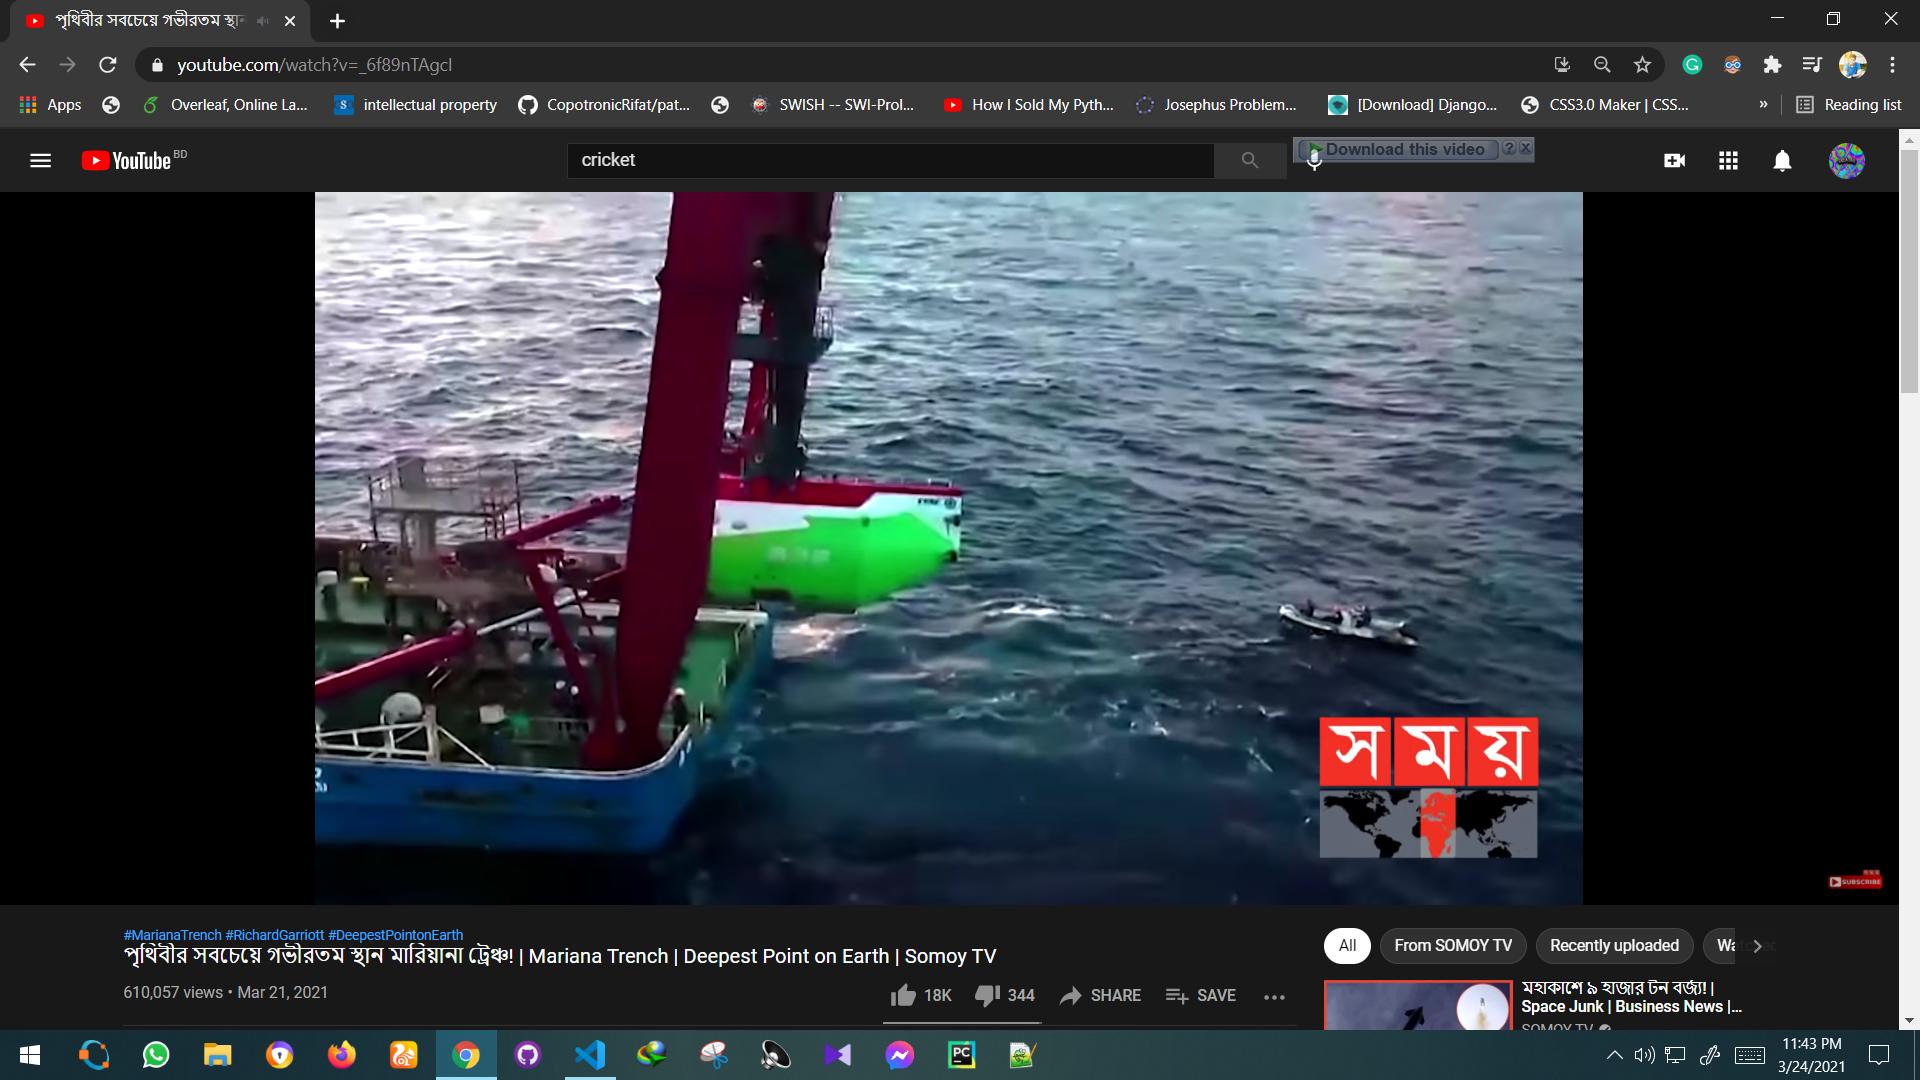 পৃথিবীর সবচেয়ে গভীরতম স্থান
youtube.com/watch?v=_6f89nTAgcI
Apps
Overleaf, Online La...
intellectual property
CopotronicRifat/pat...
SWISH -- SWI-Prol...
How I Sold My Pyth...
Josephus Problem...
[Download] Django...
CSS3.0 Maker | CSS...
»
Reading list
YouTube BD
cricket
Download this video
সময়
SUBSCRIBE
#MarianaTrench #RichardGarriott #DeepestPointonEarth
পৃথিবীর সবচেয়ে গভীরতম স্থান মারিয়ানা ট্রেঞ্চ! | Mariana Trench | Deepest Point on Earth | Somoy TV
610,057 views • Mar 21, 2021
18K
344
SHARE
SAVE
All
From SOMOY TV
Recently uploaded
মহাকাশে ৯ হাজার টন বর্জ্য! |
Space Junk | Business News |...
SOMOY TV
11:43 PM
3/24/2021